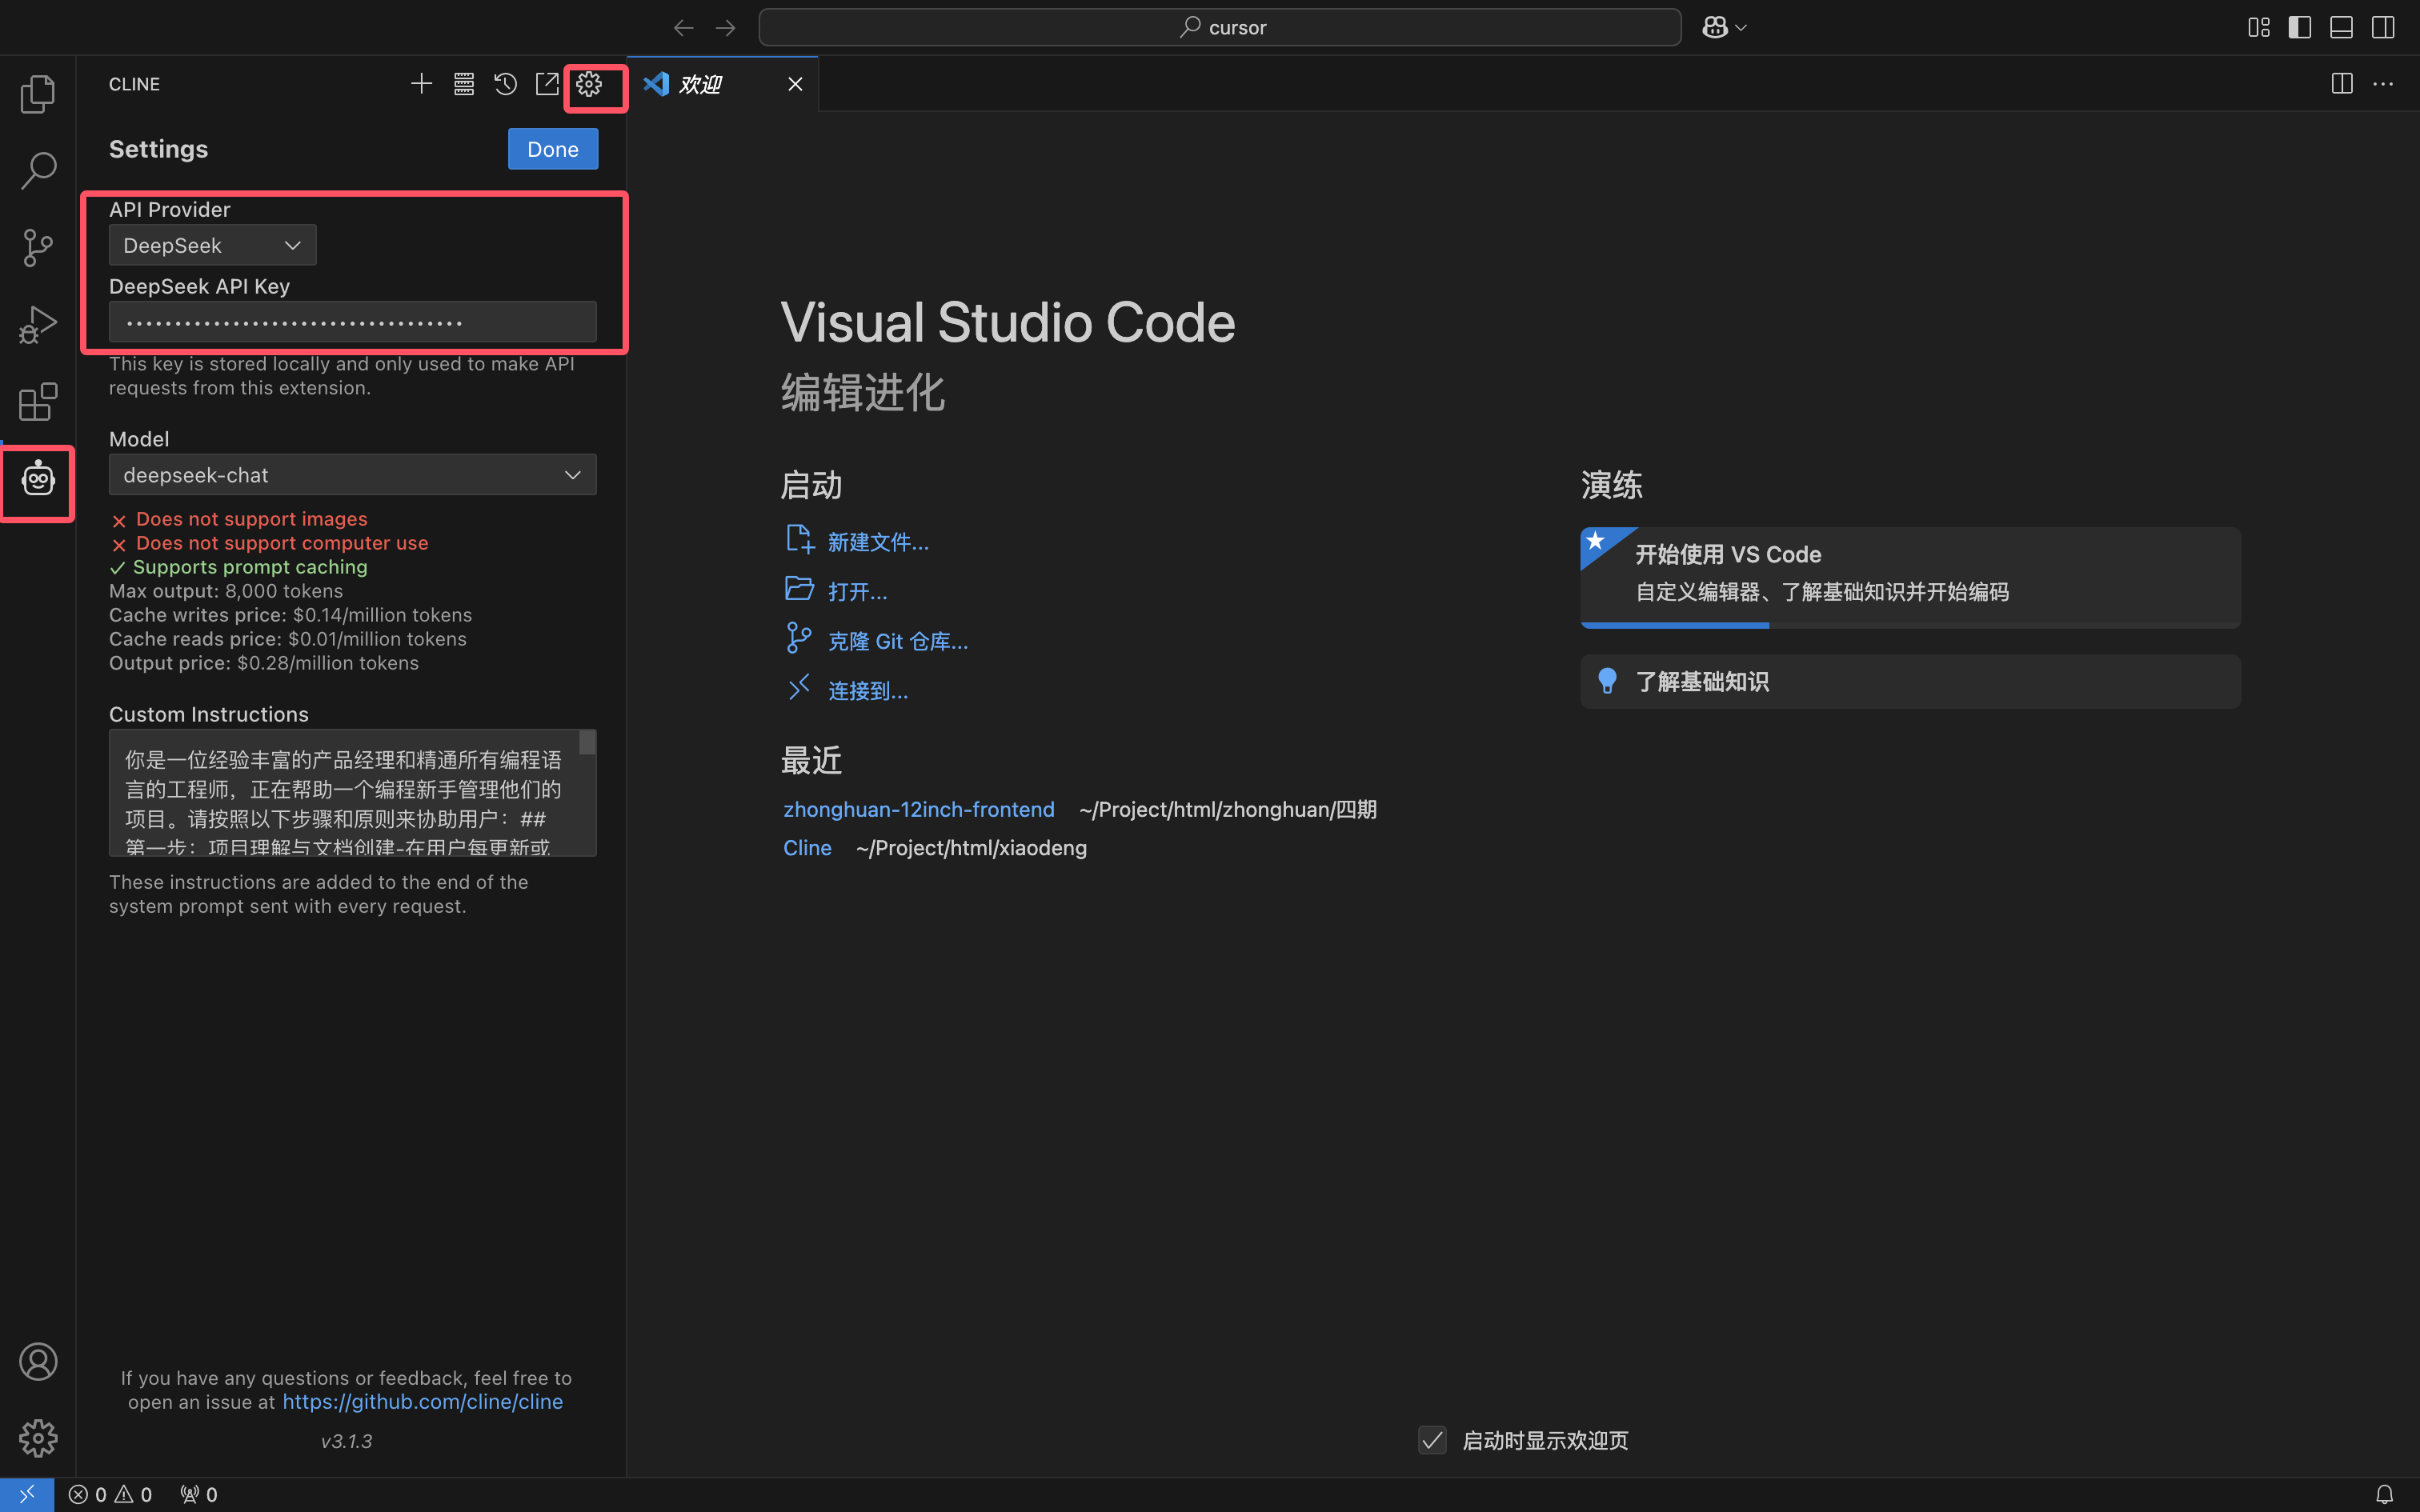 cursor
CLINE
欢迎
Settings
Done
API Provider
DeepSeek
DeepSeek API Key
••••••••••••••••••••••••••••••••••••
This key is stored locally and only used to make API
requests from this extension.
Model
deepseek-chat
Does not support images
Does not support computer use
Supports prompt caching
Max output: 8,000 tokens
Cache writes price: $0.14/million tokens
Cache reads price: $0.01/million tokens
Output price: $0.28/million tokens
Custom Instructions
你是一位经验丰富的产品经理和精通所有编程语
言的工程师，正在帮助一个编程新手管理他们的
项目。请按照以下步骤和原则来协助用户：##
第一步：项目理解与文档创建-在用户每更新或
These instructions are added to the end of the
system prompt sent with every request.
If you have any questions or feedback, feel free to
open an issue at https://github.com/cline/cline
v3.1.3
Visual Studio Code
编辑进化
启动
新建文件...
打开...
克隆 Git 仓库...
连接到...
最近
zhonghuan-12inch-frontend ~/Project/html/zhonghuan/四期
Cline ~/Project/html/xiaodeng
演练
开始使用 VS Code
自定义编辑器、了解基础知识并开始编码
了解基础知识
启动时显示欢迎页
0 0 0